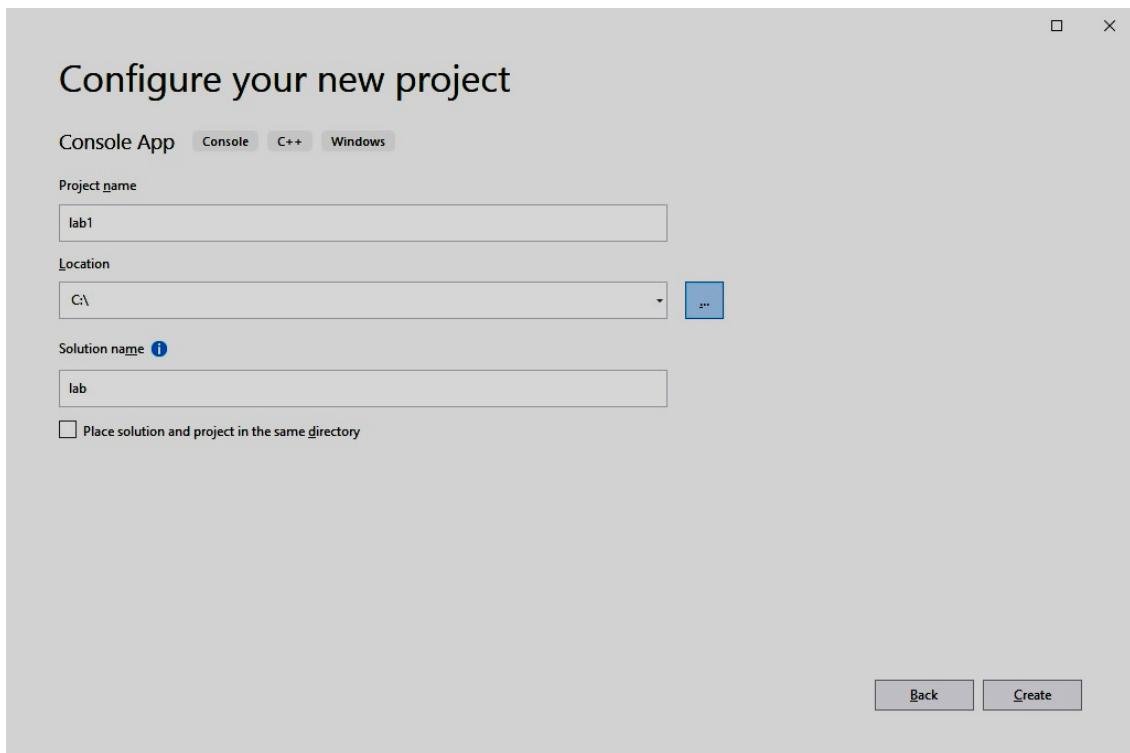 Configure your new project
Console App Console C++ Windows
Project name
lab1
Location
C:\
...
Solution name
lab
Place solution and project in the same directory
Back Create